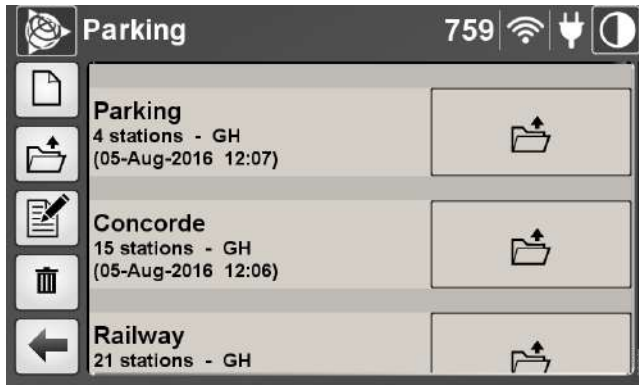 Parking
759
Parking
4 stations - GH
(05-Aug-2016 12:07)
Concorde
15 stations - GH
(05-Aug-2016 12:06)
Railway
21 stations - GH